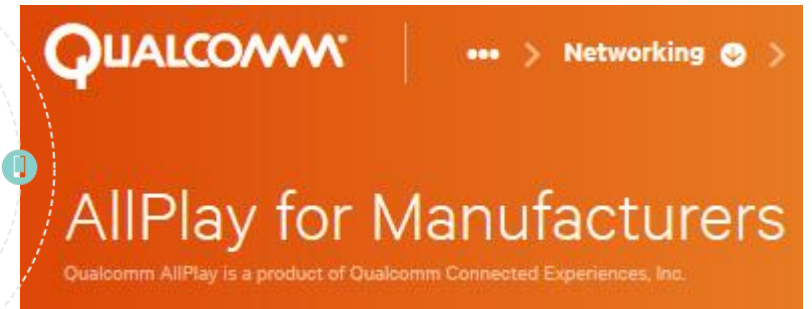 QUALCOMM®
••• > Networking >
AllPlay for Manufacturers
Qualcomm AllPlay is a product of Qualcomm Connected Experiences, Inc.